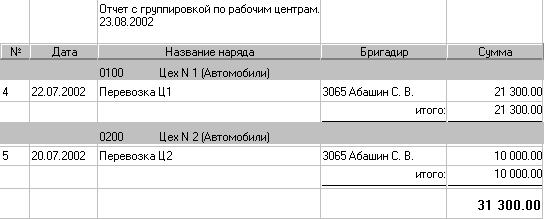 Отчет с группировкой по рабочим центрам.
23.08.2002
№ Дата Название наряда Бригадир Сумма
0100 Цех N 1 (Автомобили)
4 22.07.2002 Перевозка Ц1 3065 Абашин С. В. 21 300.00
итого: 21 300.00
0200 Цех N 2 (Автомобили)
5 20.07.2002 Перевозка Ц2 3065 Абашин С. В. 10 000.00
итого: 10 000.00
31 300.00